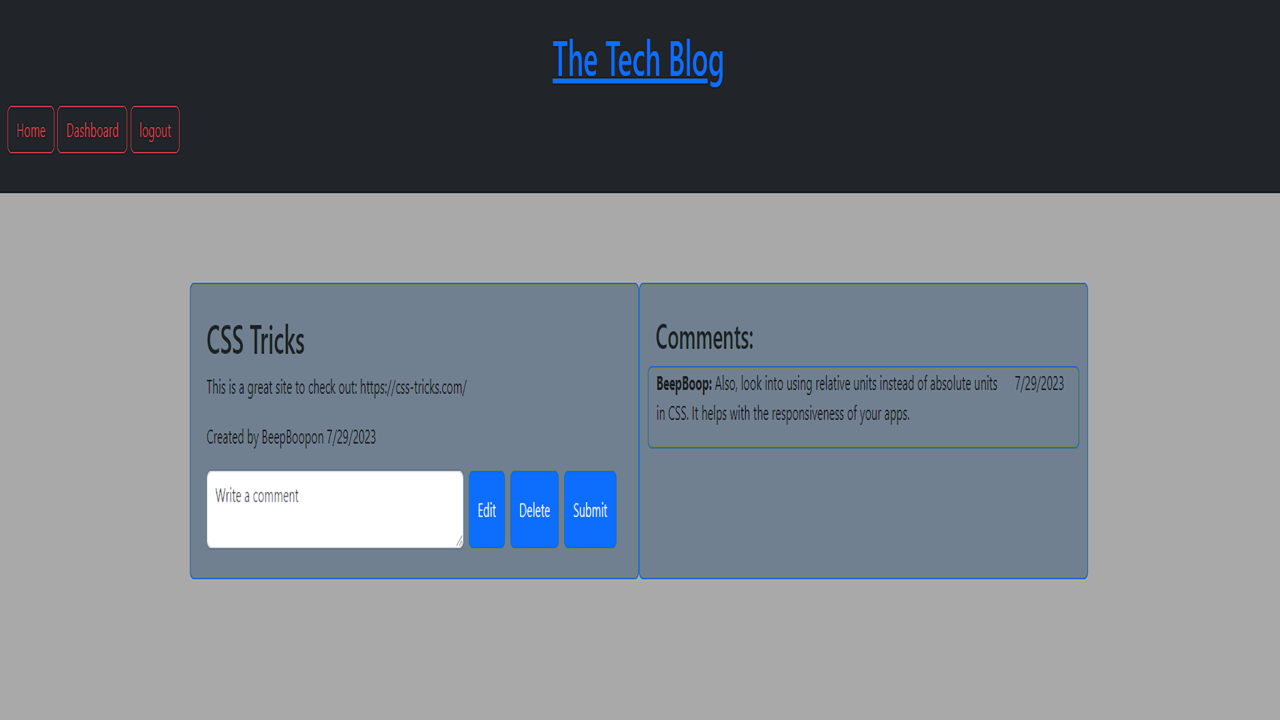 The Tech Blog
Home Dashboard logout
CSS Tricks
This is a great site to check out: https://css-tricks.com/
Created by BeepBoopon 7/29/2023
Write a comment
Edit Delete Submit
Comments:
BeepBoop: Also, look into using relative units instead of absolute units 7/29/2023
in CSS. It helps with the responsiveness of your apps.